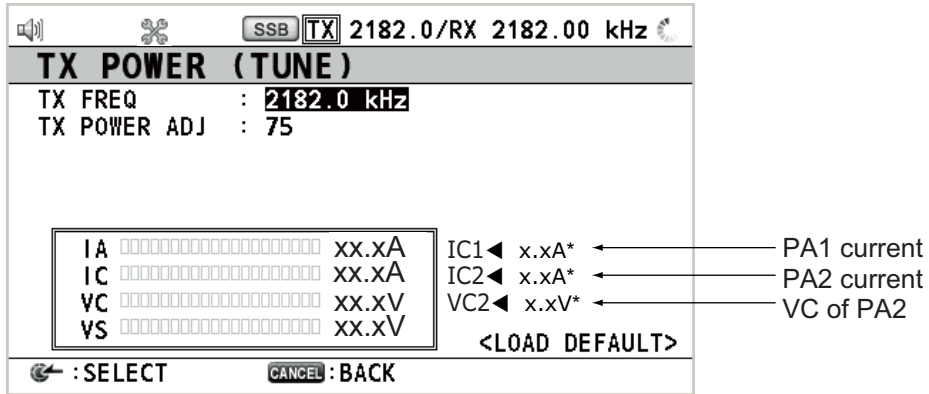 SSB TX 2182.0/RX 2182.00 kHz
TX POWER (TUNE)
TX FREQ : 2182.0 kHz
TX POWER ADJ : 75
IA xx.xA IC1◀ x.xA* PA1 current
IC xx.xA IC2◀ x.xA* PA2 current
VC xx.xV VC2◀ x.xV* VC of PA2
VS xx.xV
<LOAD DEFAULT>
:SELECT CANCEL:BACK